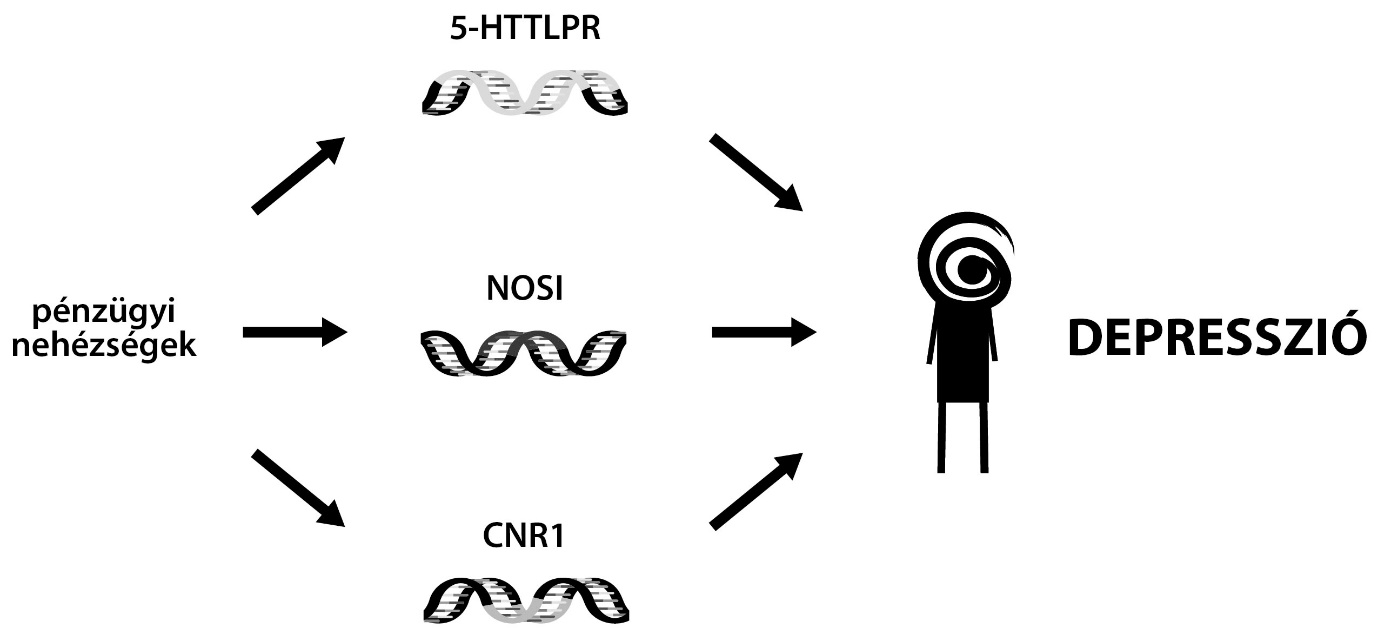 5-HTTLPR
NOSI
pénzügyi
nehézségek
DEPRESSZIÓ
CNR1